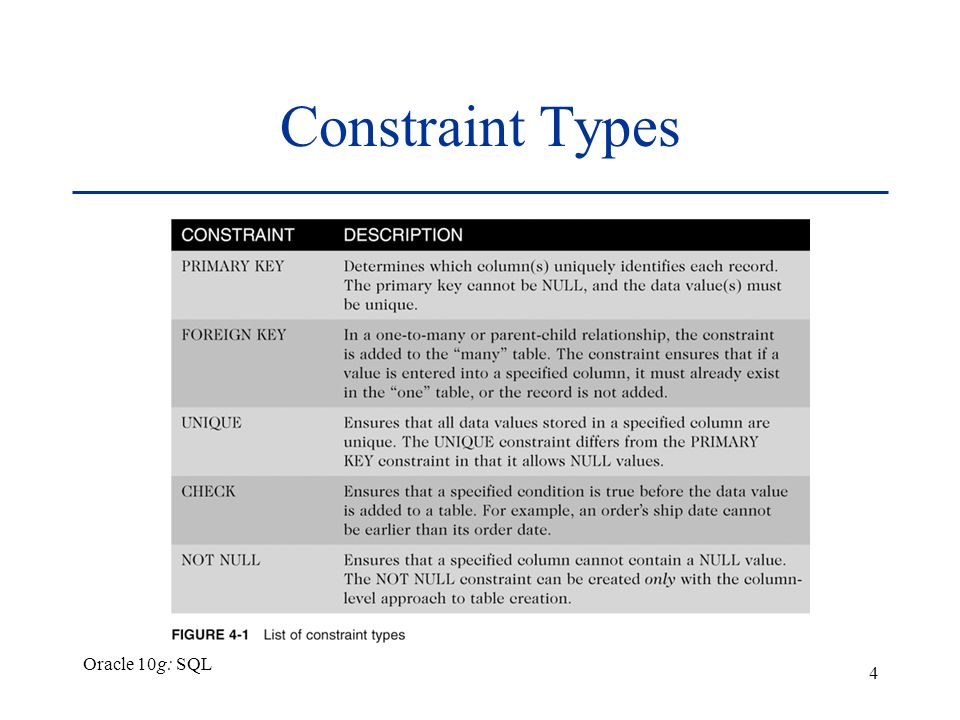 Constraint Types
CONSTRAINT DESCRIPTION
PRIMARY KEY Determines which column(s) uniquely identifies each record.
The primary key cannot be NULL, and the data value(s) must
be unique.
FOREIGN KEY In a one-to-many or parent-child relationship, the constraint
is added to the “many” table. The constraint ensures that if a
value is entered into a specified column, it must already exist
in the “one” table, or the record is not added.
UNIQUE Ensures that all data values stored in a specified column are
unique. The UNIQUE constraint differs from the PRIMARY
KEY constraint in that it allows NULL values.
CHECK Ensures that a specified condition is true before the data value
is added to a table. For example, an order’s ship date cannot
be earlier than its order date.
NOT NULL Ensures that a specified column cannot contain a NULL value.
The NOT NULL constraint can be created only with the column-
level approach to table creation.
FIGURE 4-1 List of constraint types
Oracle 10g: SQL
4